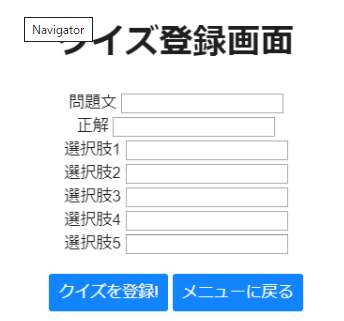 Navigator
クイズ登録画面
問題文
正解
選択肢1
選択肢2
選択肢3
選択肢4
選択肢5
クイズを登録! メニューに戻る